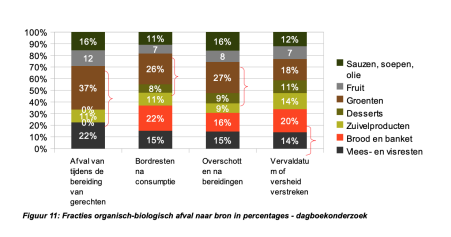 100%
90%
80%
70%
60%
50%
40%
30%
20%
10%
0%
16%
12
37%
0%
11%
0%
22%
11%
7
26%
8%
11%
22%
15%
16%
8
27%
9%
9%
16%
15%
12%
7
18%
11%
14%
20%
14%
Afval van
tijdens de
bereiding
van
gerechten
Bordresten
na
consumptie
Overschott
en na
bereidingen
Vervaldatu
m of
versheid
verstreken
Sauzen, soepen,
olie
Fruit
Groenten
Desserts
Zuivelproducten
Brood en banket
Vlees- en visresten
Figuur 11: Fracties organisch-biologisch afval naar bron in percentages - dagboekonderzoek